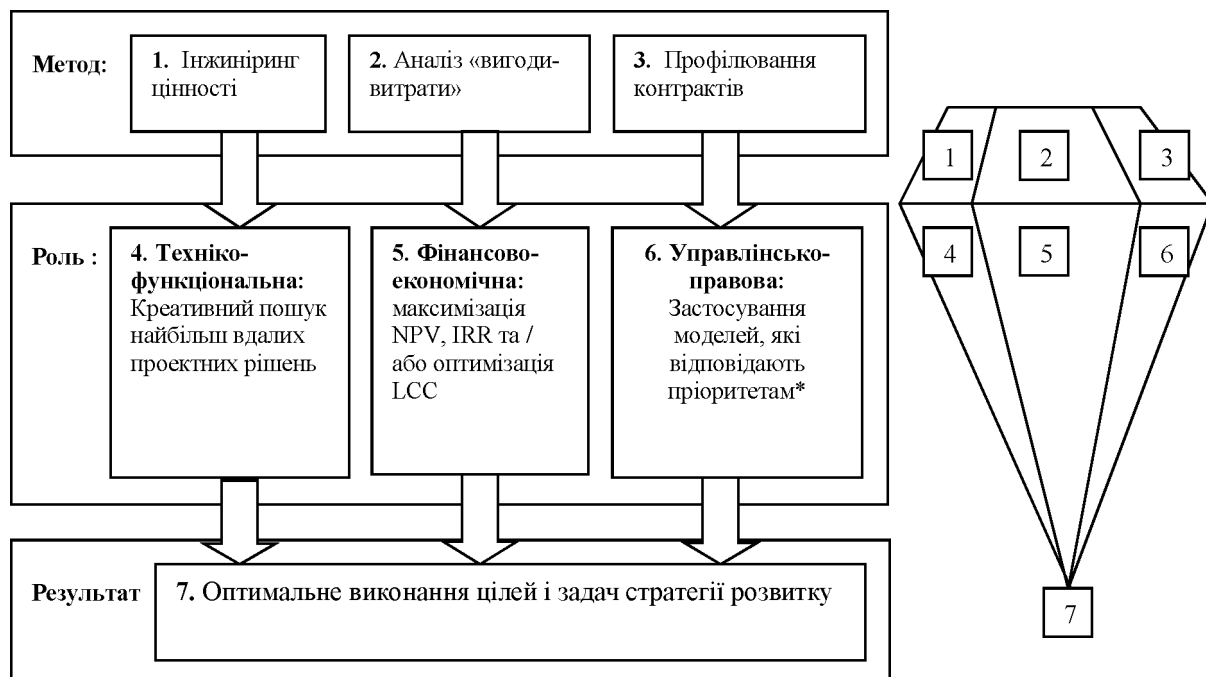 Метод:
1. Інжиніринг
цінності
2. Аналіз «вигоди-
витрати»
3. Профілювання
контрактів
Роль :
4. Техніко-
функціональна:
Креативний пошук
найбільш вдалих
проектних рішень
5. Фінансово-
економічна:
максимізація
NPV, IRR та /
або оптимізація
LCC
6. Управлінсько-
правова:
Застосування
моделей, які
відповідають
пріоритетам*
Результат
7. Оптимальне виконання цілей і задач стратегії розвитку
1
2
3
4
5
6
7